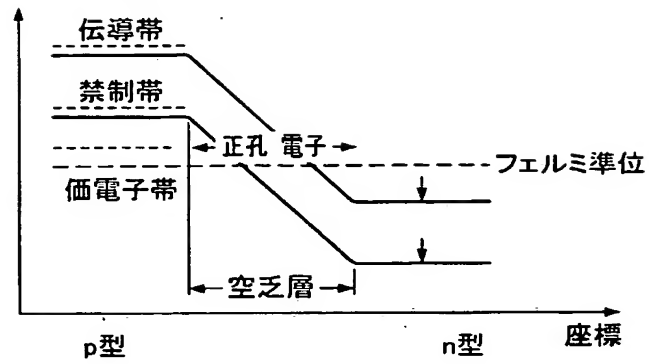 伝導帯
禁制帯
正孔 電子
フェルミ準位
価電子帯
空乏層
座標
p型
n型